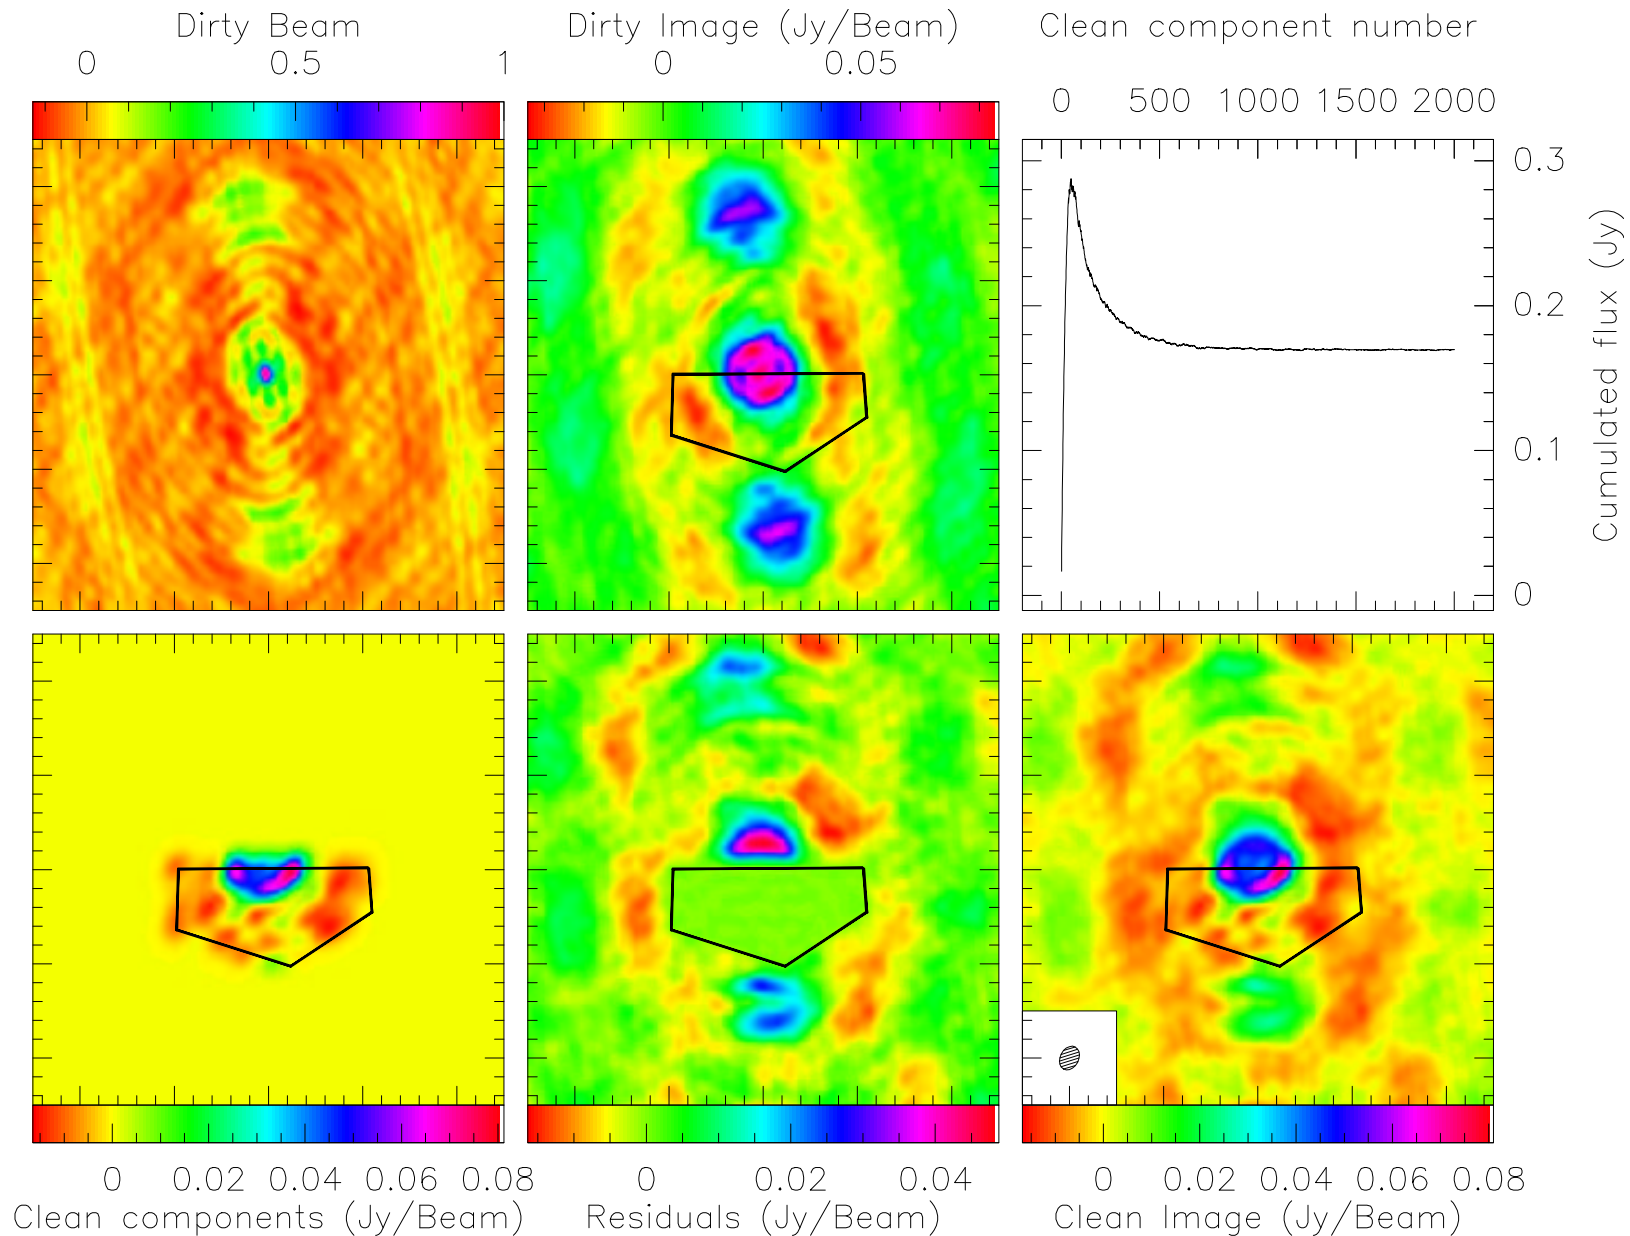 Dirty Beam
0 0.5 1
Dirty Image (Jy/Beam)
0 0.05
Clean component number
0 500 1000 1500 2000
0.3
0.2
0.1
0
Cumulated flux (Jy)
0 0.02 0.04 0.06 0.08
Clean components (Jy/Beam)
0 0.02 0.04
Residuals (Jy/Beam)
0 0.02 0.04 0.06 0.08
Clean Image (Jy/Beam)